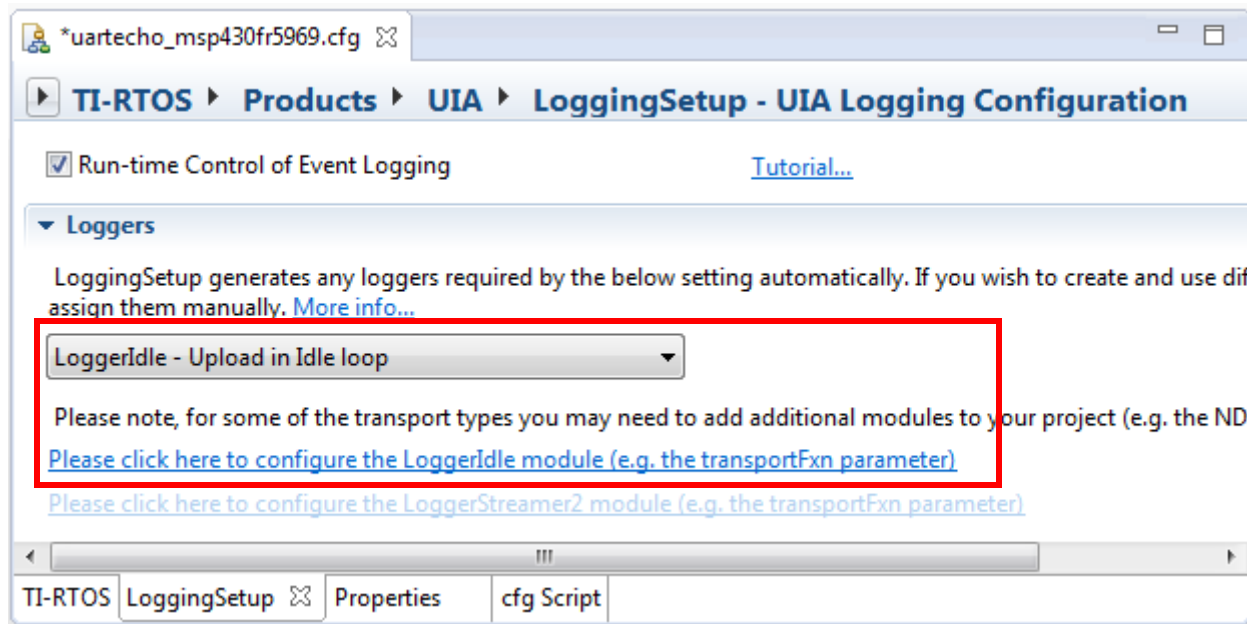 *uartecho_msp430fr5969.cfg
TI-RTOS Products UIA LoggingSetup - UIA Logging Configuration
Run-time Control of Event Logging Tutorial...
Loggers
LoggingSetup generates any loggers required by the below setting automatically. If you wish to create and use dif
assign them manually. More info...
LoggerIdle - Upload in Idle loop
Please note, for some of the transport types you may need to add additional modules to your project (e.g. the ND
Please click here to configure the LoggerIdle module (e.g. the transportFxn parameter)
Please click here to configure the LoggerStreamer2 module (e.g. the transportFxn parameter)
TI-RTOS LoggingSetup Properties cfg Script